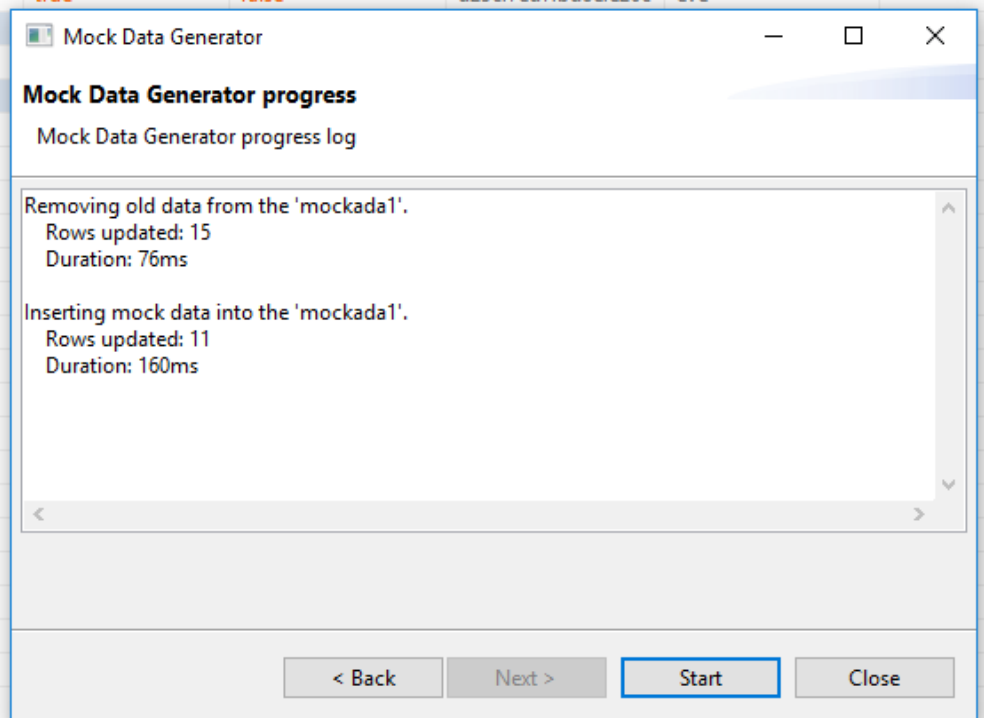 Mock Data Generator
Mock Data Generator progress
Mock Data Generator progress log
Removing old data from the 'mockada1'.
Rows updated: 15
Duration: 76ms
Inserting mock data into the 'mockada1'.
Rows updated: 11
Duration: 160ms
< Back
Next >
Start
Close